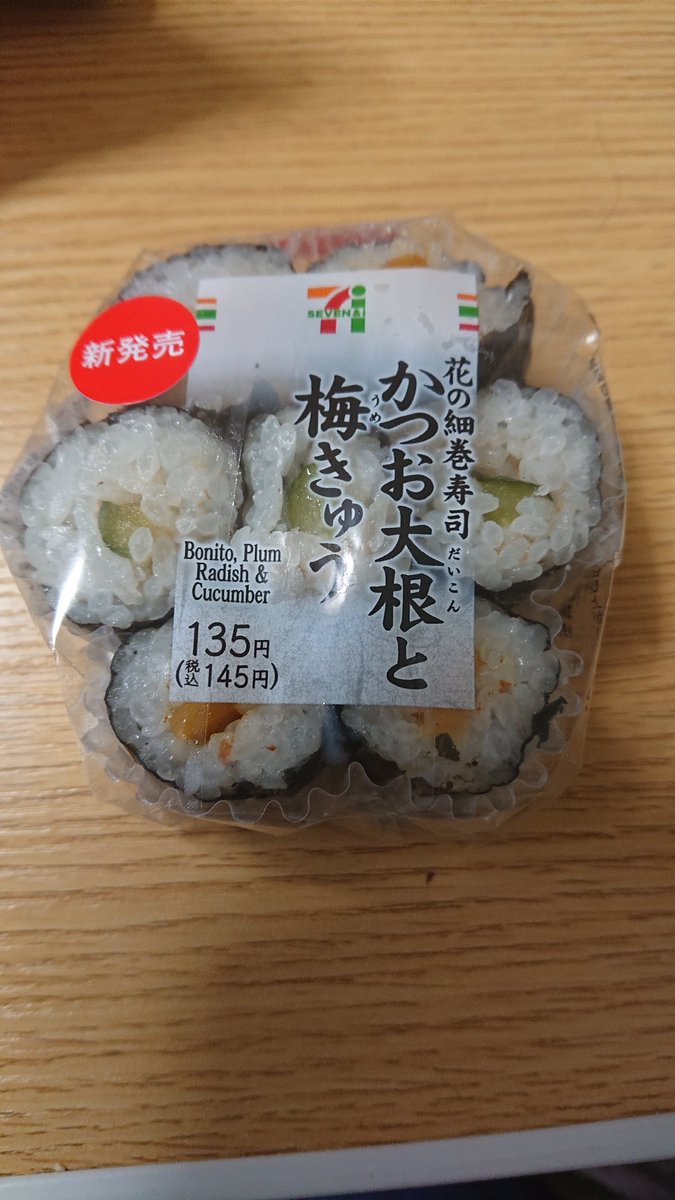 新発売
SEVEN&i
花の細巻寿司
かつお大根と
だいこん
梅きゅう
うめ
Bonito, Plum
Radish &
Cucumber
135円
(税込145円)